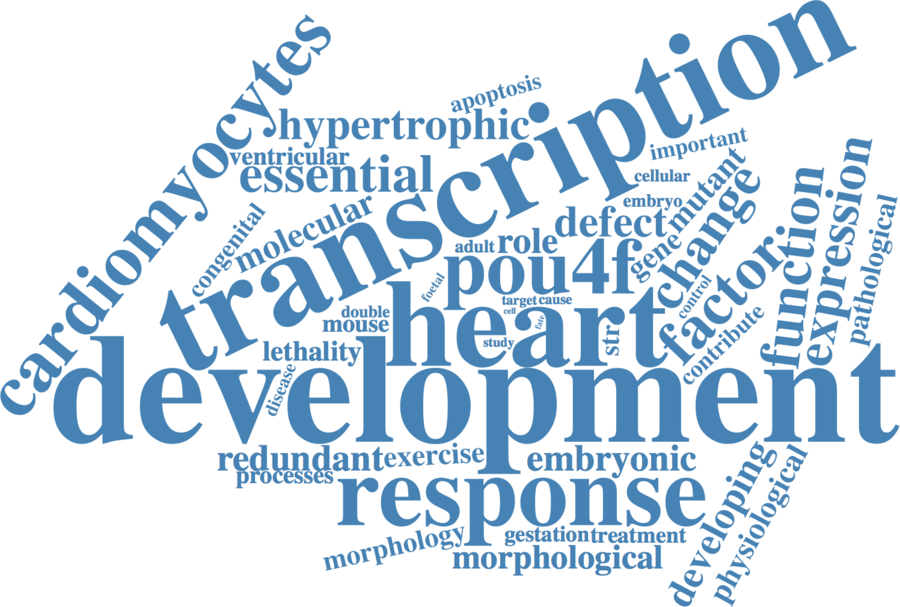 cardiomyocytes
transcription
apoptosis
hypertrophic
ventricular
essential
important
cellular
mutant
embryo
congenital
molecular
defect
gene
change
adult
role
pou4f
function
expression
pathological
foetal
target
cause
cell
fate
control
factortion
double
mouse
heart
str
study
contribute
lethality
disease
development
redundant
exercise
embryonic
processes
response
developing
physiological
morphology
gestation
treatment
morphological